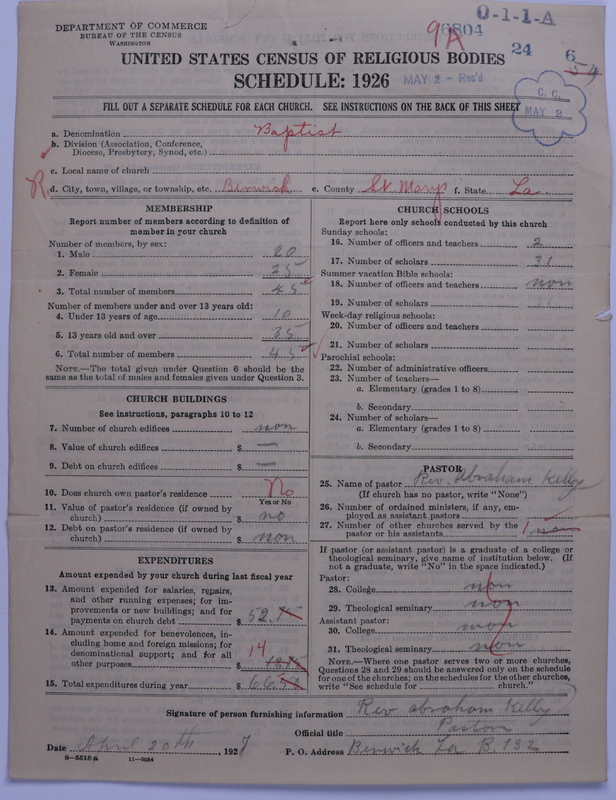 DEPARTMENT OF COMMERCE
BUREAU OF THE CENSUS
WASHINGTON
9A
0-1-1-A
24
6
UNITED STATES CENSUS OF RELIGIOUS BODIES
SCHEDULE: 1926
MAY 2 - Rec'd
C. C.
MAY 2
FILL OUT A SEPARATE SCHEDULE FOR EACH CHURCH. SEE INSTRUCTIONS ON THE BACK OF THIS SHEET
a. Denomination Baptist
b. Division (Association, Conference, Diocese, Presbytery, Synod, etc.)
c. Local name of church
R d. City, town, village, or township, etc. Berwick e. County St Marys f. State La
MEMBERSHIP
Report number of members according to definition of
member in your church
Number of members, by sex:
1. Male 20
2. Female 25
3. Total number of members 45
Number of members under and over 13 years old:
4. Under 13 years of age 10
5. 13 years old and over 35
6. Total number of members 45
NOTE.—The total given under Question 6 should be
same as the total of males and females given under Question 3.
CHURCH BUILDINGS
See instructions, paragraphs 10 to 12
7. Number of church edifices non
8. Value of church edifices $ —
9. Debt on church edifices $ —
10. Does church own pastor's residence No
Yes or No
11. Value of pastor's residence (if owned by
church) $ no
12. Debt on pastor's residence (if owned by
church) $ non
EXPENDITURES
Amount expended by your church during last fiscal year
13. Amount expended for salaries, repairs,
and other running expenses; for im-
provements or new buildings; and for
payments on church debt $ 52
14. Amount expended for benevolences, in-
cluding home and foreign missions; for
denominational support; and for all
other purposes $ 14
15. Total expenditures during year $ 66
CHURCH SCHOOLS
Report here only schools conducted by this church
Sunday schools:
16. Number of officers and teachers 2
17. Number of scholars
Summer vacation Bible schools:
18. Number of officers and teachers non
19. Number of scholars
Week-day religious schools:
20. Number of officers and teachers
21. Number of scholars
Parochial schools:
22. Number of administrative officers
23. Number of teachers—
a. Elementary (grades 1 to 8)
b. Secondary
24. Number of scholars—
a. Elementary (grades 1 to 8)
b. Secondary
PASTOR
25. Name of pastor Rev. Abraham Kelly
(If church has no pastor, write "None")
26. Number of ordained ministers, if any, em-
ployed as assistant pastors
27. Number of other churches served by the
pastor or his assistants 1 non
If pastor (or assistant pastor) is a graduate of a college or
theological seminary, give name of institution below. (If
not a graduate, write "No" in the space indicated.)
Pastor:
28. College non
29. Theological seminary non
Assistant pastor:
30. College non
31. Theological seminary non
NOTE.—Where one pastor serves two or more churches,
Questions 28 and 29 should be answered only on the schedule
for one of the churches; on the schedules for the other churches,
write "See schedule for church."
Signature of person furnishing information Rev abraham Kelly
Official title Pastor
Date April 20th, 1927 P. O. Address Berwick La B. 132
8-5518 a 11-9084